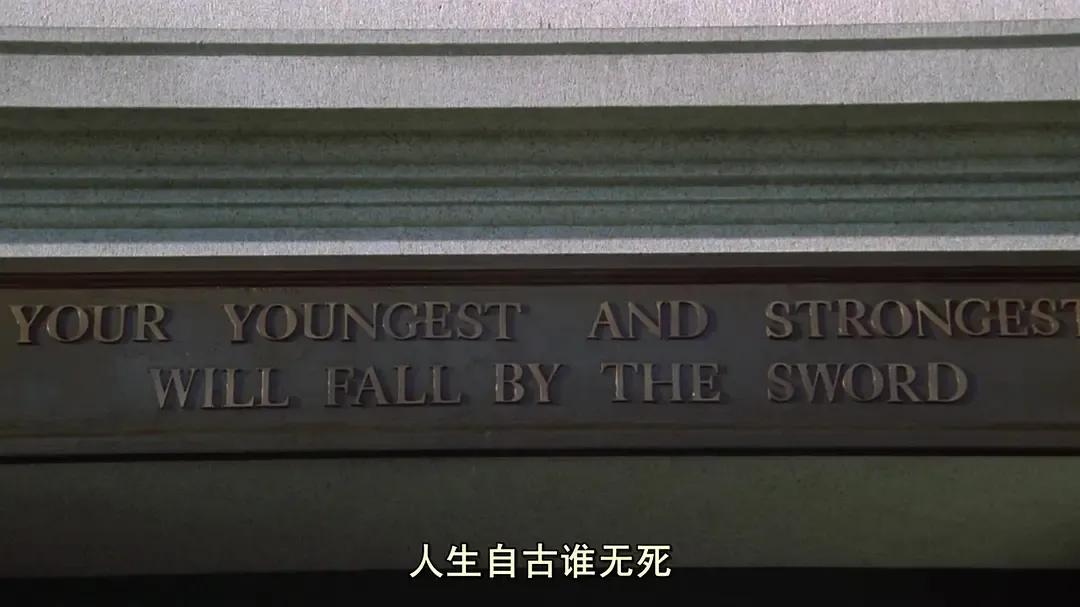 YOUR YOUNGEST AND STRONGEST
WILL FALL BY THE SWORD
人生自古谁无死